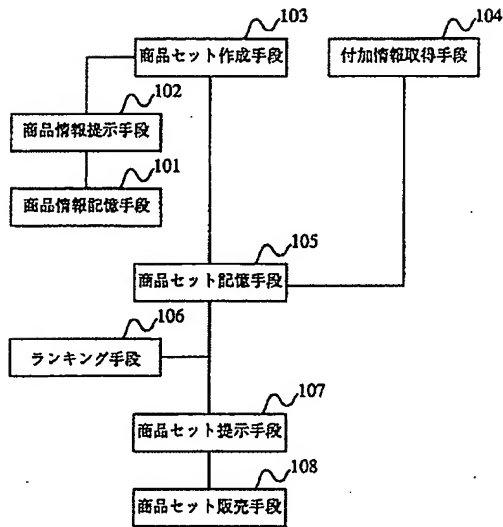 103
商品セット作成手段
104
付加情報取得手段
102
商品情報提示手段
101
商品情報記憶手段
105
商品セット記憶手段
106
ランキング手段
107
商品セット提示手段
108
商品セット販売手段